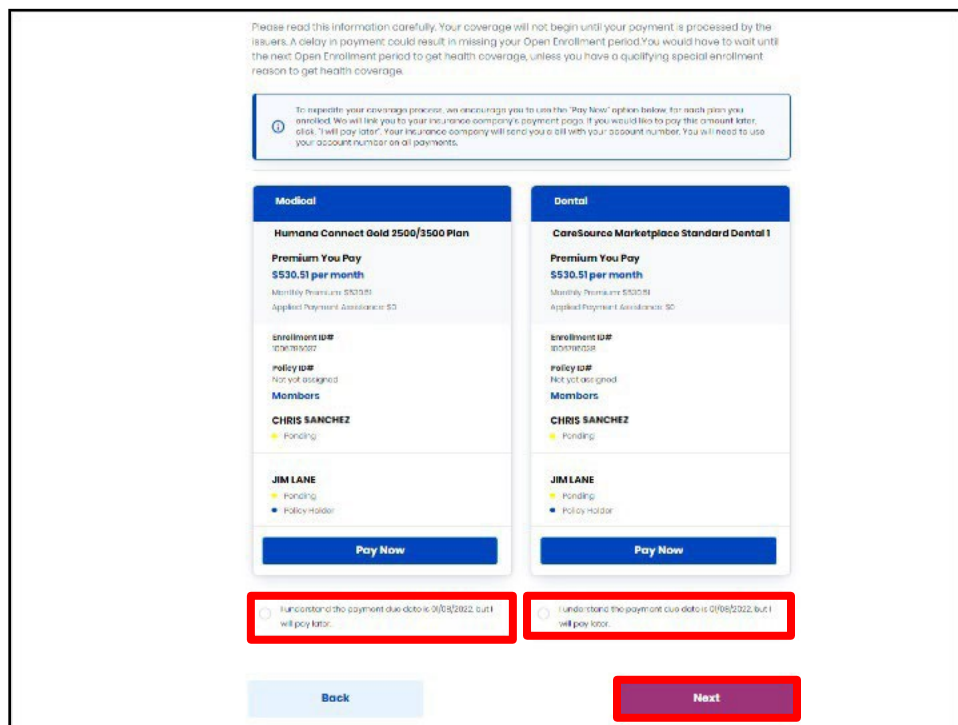 Please read this information carefully. Your coverage will not begin until your payment is processed by the
issuers. A delay in payment could result in missing your Open Enrollment period.You would have to wait until
the next Open Enrollment period to get health coverage, unless you have a qualifying special enrollment
reason to get health coverage.
To expedite your coverage process, we encourage you to use the "Pay Now" option below, for each plan you
enrolled. We will link you to your insurance company's payment page. If you would like to pay this amount later,
click, "I will pay later". Your insurance company will send you a bill with your account number. You will need to use
your account number on all payments.
Medical
Humana Connect Gold 2500/3500 Plan
Premium You Pay
$530.51 per month
Monthly Premium: $530.51
Applied Payment Assistance: $0
Enrollment ID#
Policy ID#
Not yet assigned
Members
CHRIS SANCHEZ
Pending
JIM LANE
Pending
Policy Holder
Pay Now
I understand the payment due date is 01/08/2022, but I
will pay later.
Dental
CareSource Marketplace Standard Dental 1
Premium You Pay
$530.51 per month
Monthly Premium: $530.51
Applied Payment Assistance: $0
Enrollment ID#
Policy ID#
Not yet assigned
Members
CHRIS SANCHEZ
Pending
JIM LANE
Pending
Policy Holder
Pay Now
I understand the payment due date is 01/08/2022, but I
will pay later.
Back
Next